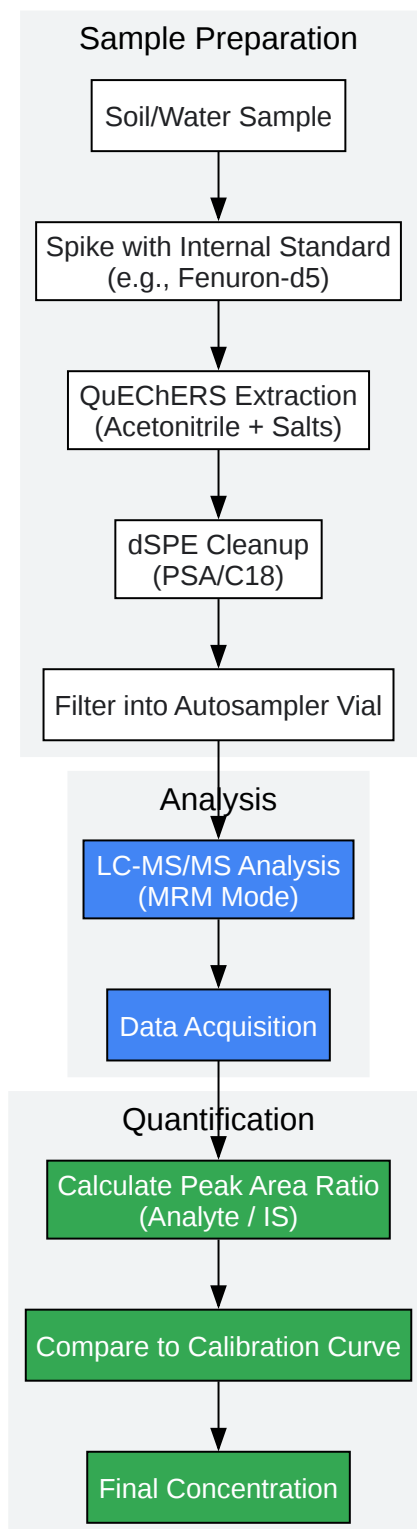 Sample Preparation
Soil/Water Sample
Spike with Internal Standard
(e.g., Fenuron-d5)
QuEChERS Extraction
(Acetonitrile + Salts)
dSPE Cleanup
(PSA/C18)
Filter into Autosampler Vial
Analysis
LC-MS/MS Analysis
(MRM Mode)
Data Acquisition
Quantification
Calculate Peak Area Ratio
(Analyte / IS)
Compare to Calibration Curve
Final Concentration